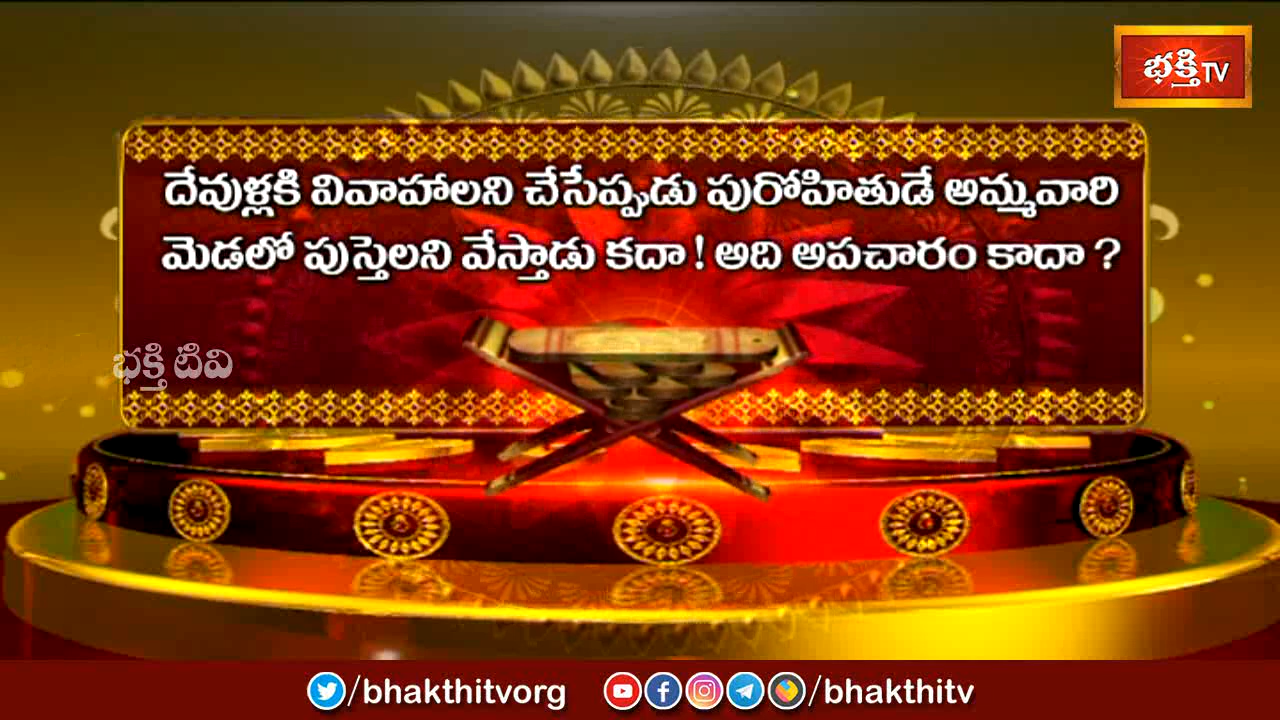 భక్తి TV
దేవుళ్లకి వివాహాలని చేసేప్పుడు పురోహితుడే అమ్మవారి
మెడలో పుస్తెలని వేస్తాడు కదా ! అది అపచారం కాదా ?
భక్తి టివి
/bhakthitvorg
/bhakthitv